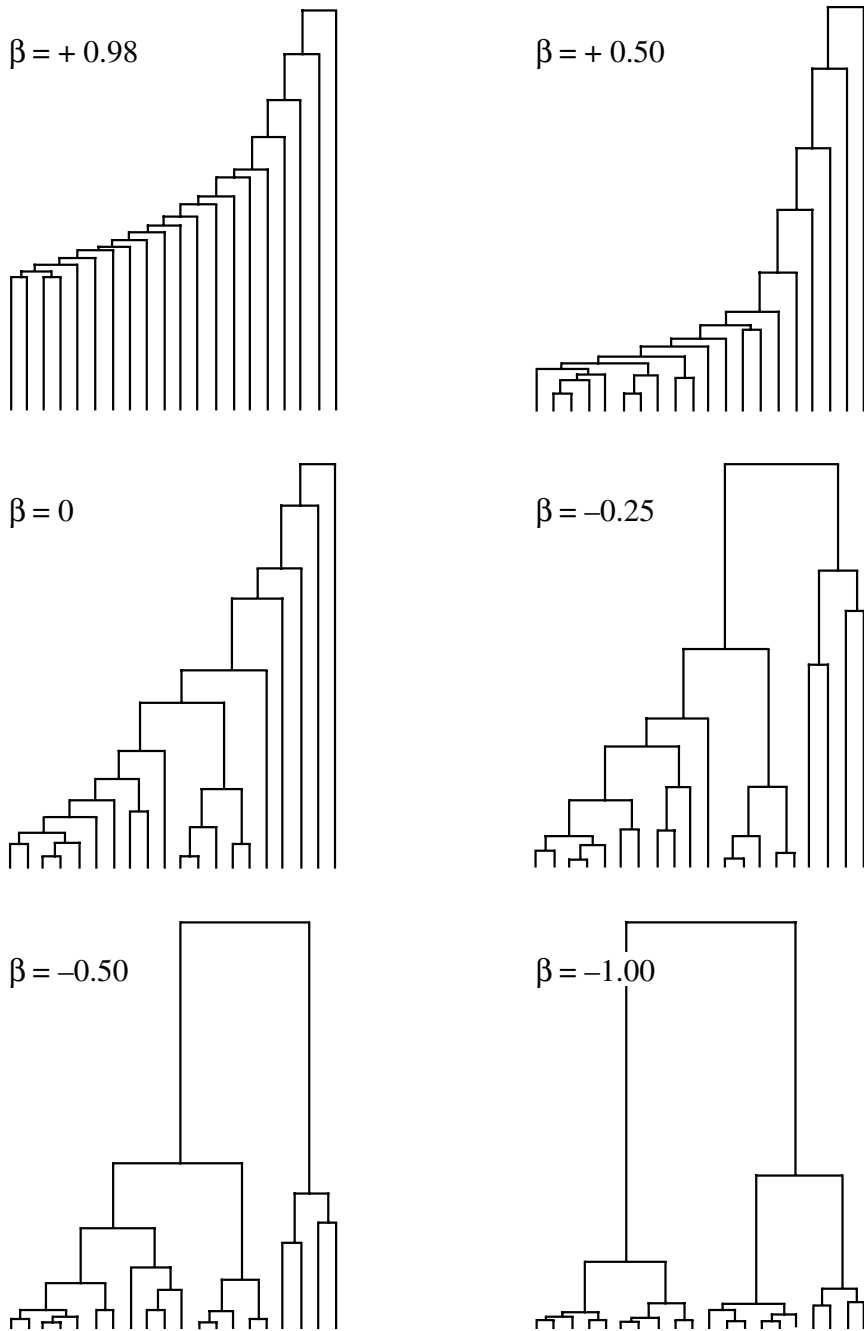 β = + 0.98
β = + 0.50
β = 0
β = –0.25
β = –0.50
β = –1.00